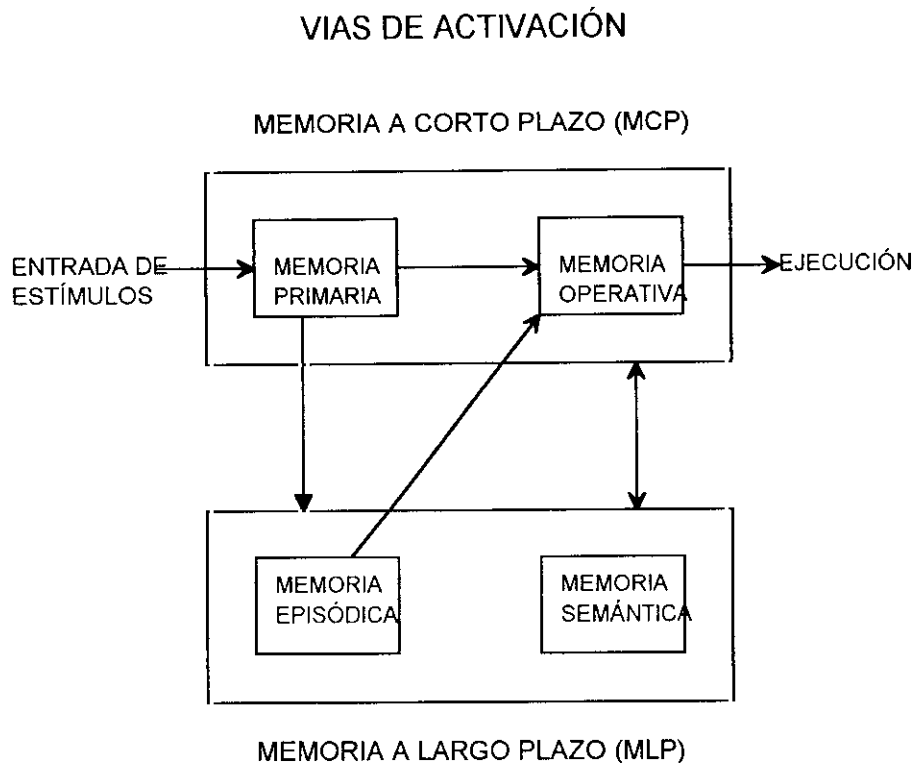 VIAS DE ACTIVACIÓN
MEMORIA A CORTO PLAZO (MCP)
ENTRADA DE
ESTÍMULOS
MEMORIA
PRIMARIA
MEMORIA
OPERATIVA
EJECUCIÓN
MEMORIA
EPISÓDICA
MEMORIA
SEMÁNTICA
MEMORIA A LARGO PLAZO (MLP)